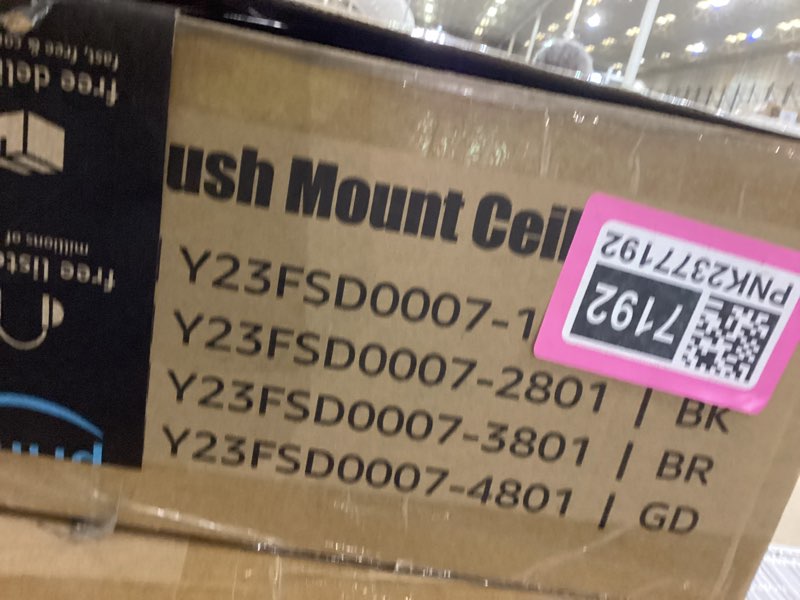 ush Mount Ceil
Y23FSD0007-1
Y23FSD0007-2801 | BK
Y23FSD0007-3801 | BR
Y23FSD0007-4801 | GD
PNK2377192
7192
free deli
fast, free & co
free liste
millions of
prim